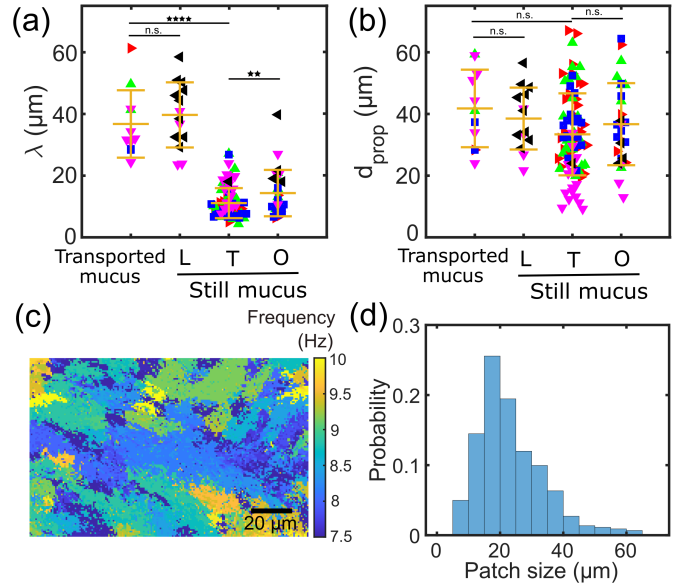 (a)
(b)
****
n.s.
**
n.s.
n.s.
n.s.
60
40
20
0
λ (μm)
60
40
20
0
d_prop (μm)
Transported mucus
L T O
Still mucus
Transported mucus
L T O
Still mucus
(c)
Frequency
(Hz)
10
9.5
9
8.5
8
7.5
20 μm
(d)
0.3
0.2
0.1
0
Probability
0 20 40 60
Patch size (μm)